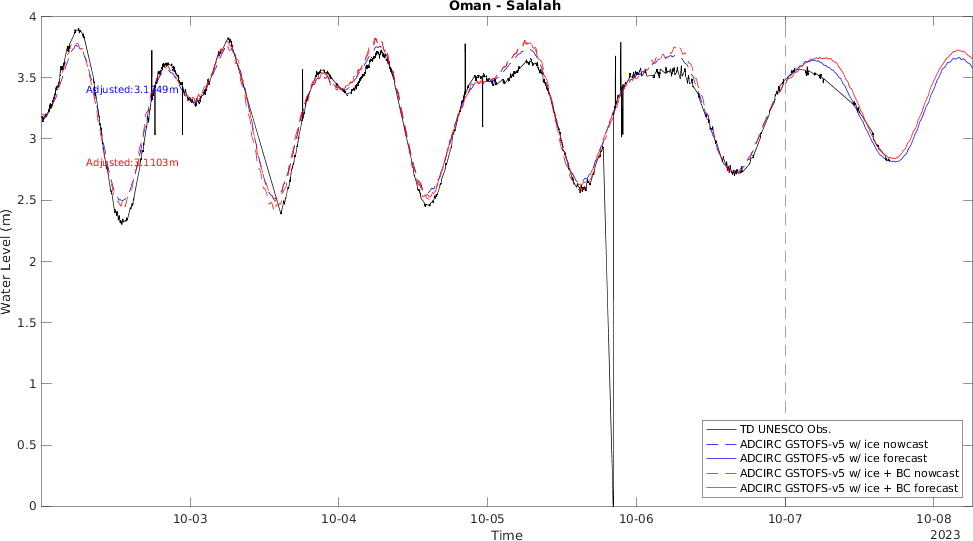 Oman - Salalah
4
3.5
3
2.5
2
1.5
1
0.5
0
Water Level (m)
Adjusted:3.1749m
Adjusted:3.1103m
10-03
10-04
10-05
10-06
10-07
10-08
Time
2023
TD UNESCO Obs.
ADCIRC GSTOFS-v5 w/ ice nowcast
ADCIRC GSTOFS-v5 w/ ice forecast
ADCIRC GSTOFS-v5 w/ ice + BC nowcast
ADCIRC GSTOFS-v5 w/ ice + BC forecast